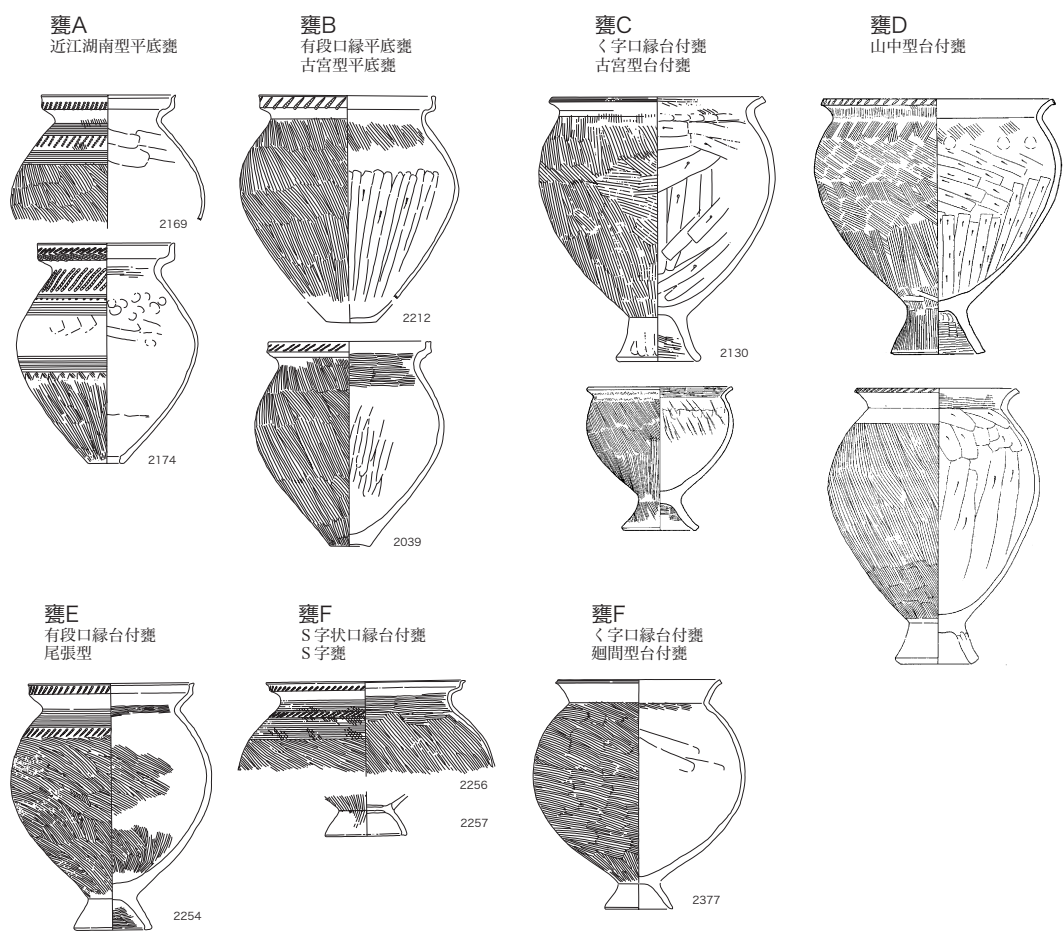 甕A
近江湖南型平底甕
2169
2174
甕B
有段口縁平底甕
古宮型平底甕
2212
2039
甕C
く字口縁台付甕
古宮型台付甕
2130
甕D
山中型台付甕
甕E
有段口縁台付甕
尾張型
2254
甕F
S字状口縁台付甕
S字甕
2256
2257
甕F
く字口縁台付甕
廻間型台付甕
2377